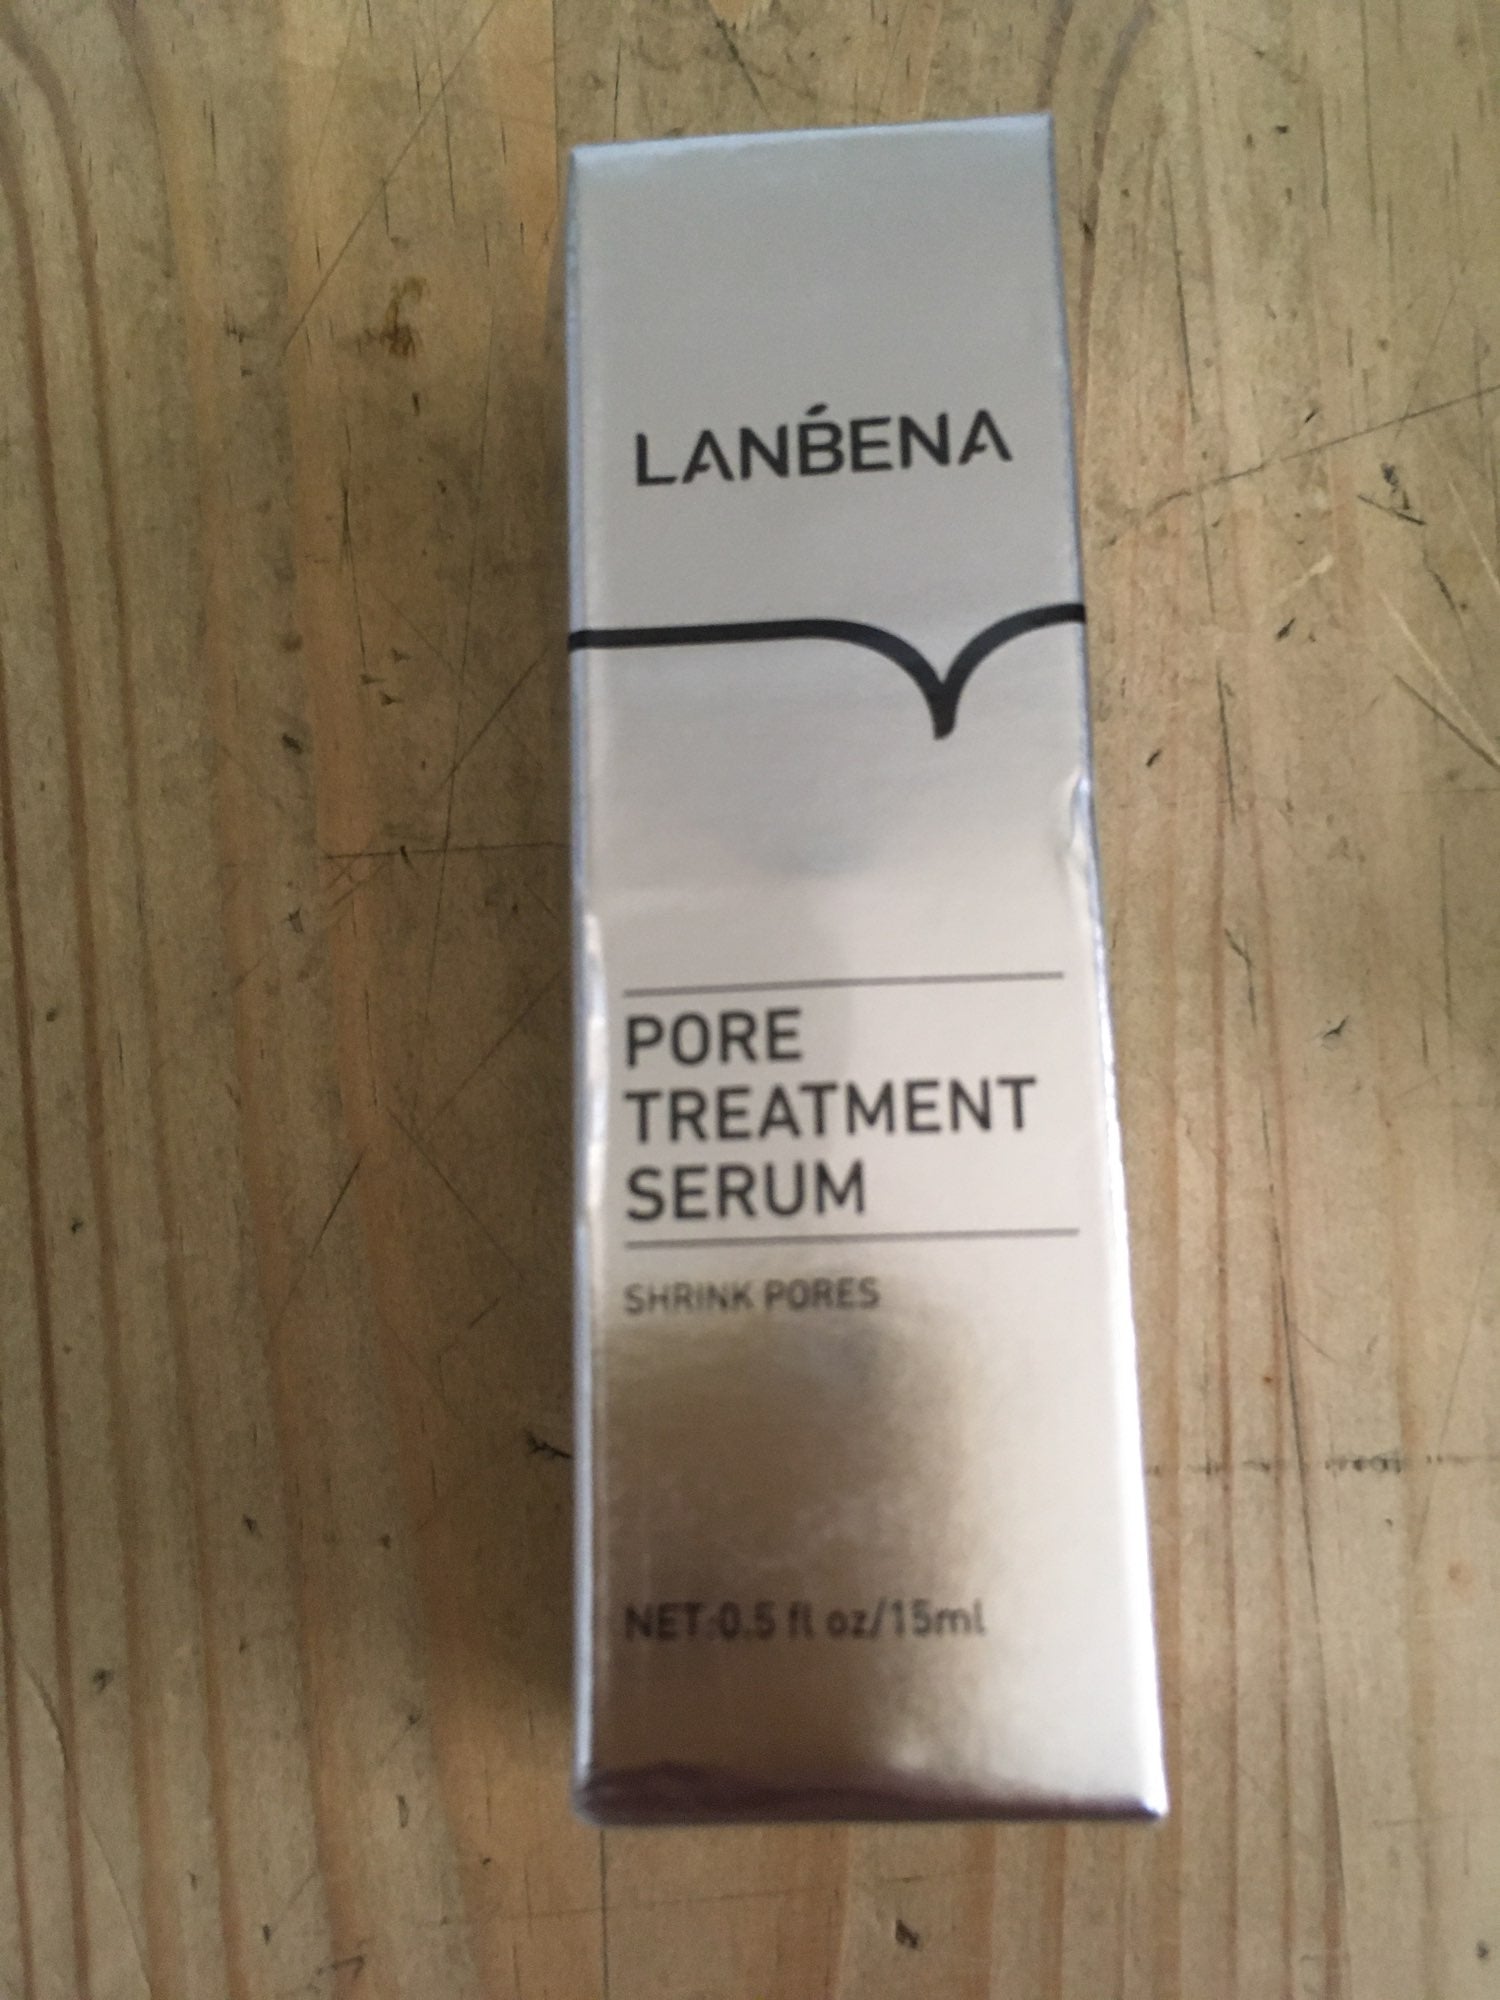 LANBENA
PORE
TREATMENT
SERUM
SHRINK PORES
NET:0.5 fl oz/15ml